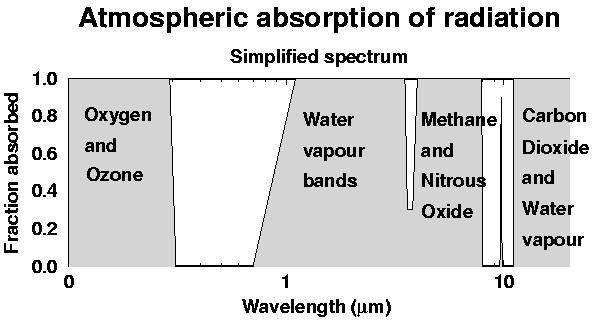 Atmospheric absorption of radiation
Simplified spectrum
Fraction absorbed
1.0
0.8
0.6
0.4
0.2
0.0
Oxygen
and
Ozone
Water
vapour
bands
Methane
and
Nitrous
Oxide
Carbon
Dioxide
and
Water
vapour
0
1
10
Wavelength (μm)